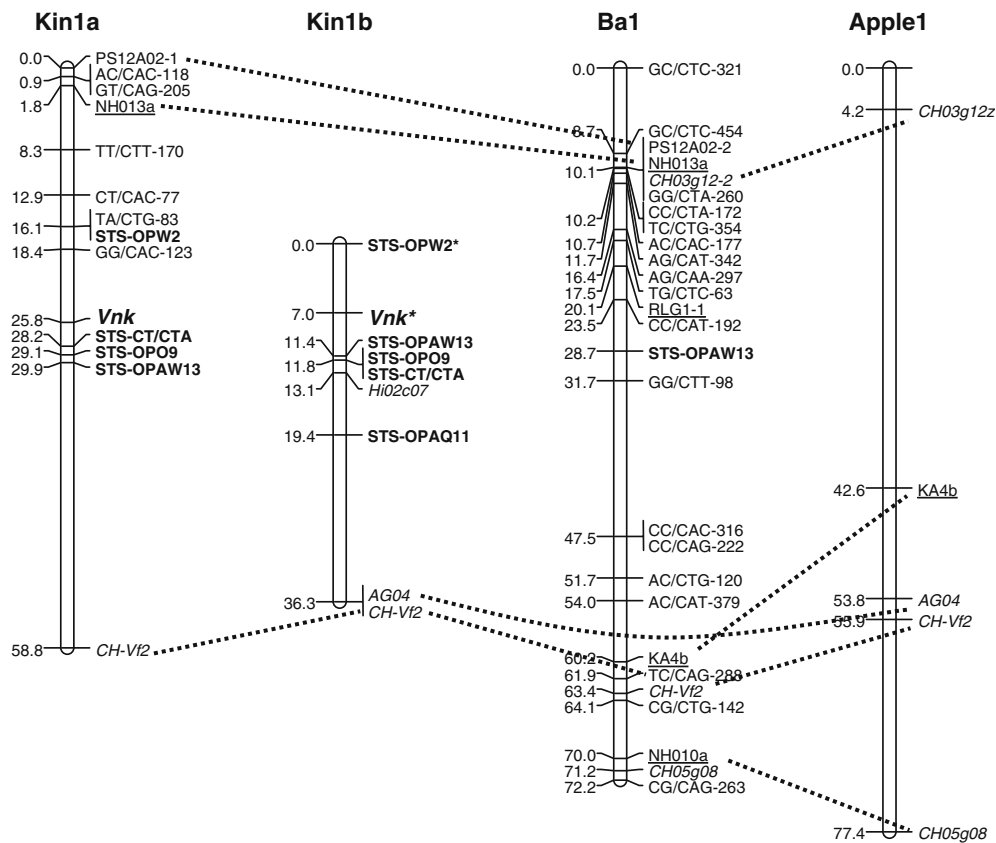 Kin1a
0.0 PS12A02-1
0.9 AC/CAC-118
GT/CAG-205
1.8 NH013a
8.3 TT/CTT-170
12.9 CT/CAC-77
16.1 TA/CTG-83
STS-OPW2
18.4 GG/CAC-123
25.8 Vnk
28.2 STS-CT/CTA
29.1 STS-OPO9
29.9 STS-OPAW13
58.8 CH-Vf2
Kin1b
0.0 STS-OPW2*
7.0 Vnk*
11.4 STS-OPAW13
11.8 STS-OPO9
STS-CT/CTA
13.1 Hi02c07
19.4 STS-OPAQ11
36.3 AG04
CH-Vf2
Ba1
0.0 GC/CTC-321
8.7 GC/CTC-454
PS12A02-2
10.1 NH013a
CH03g12-2
GG/CTA-260
10.2 CC/CTA-172
TC/CTG-354
10.7 AC/CAC-177
11.7 AG/CAT-342
16.4 AG/CAA-297
17.5 TG/CTC-63
20.1 RLG1-1
23.5 CC/CAT-192
28.7 STS-OPAW13
31.7 GG/CTT-98
47.5 CC/CAC-316
CC/CAG-222
51.7 AC/CTG-120
54.0 AC/CAT-379
60.2 KA4b
61.9 TC/CAG-288
63.4 CH-Vf2
64.1 CG/CTG-142
70.0 NH010a
71.2 CH05g08
72.2 CG/CAG-263
Apple1
0.0
4.2 CH03g12z
42.6 KA4b
53.8 AG04
55.9 CH-Vf2
77.4 CH05g08